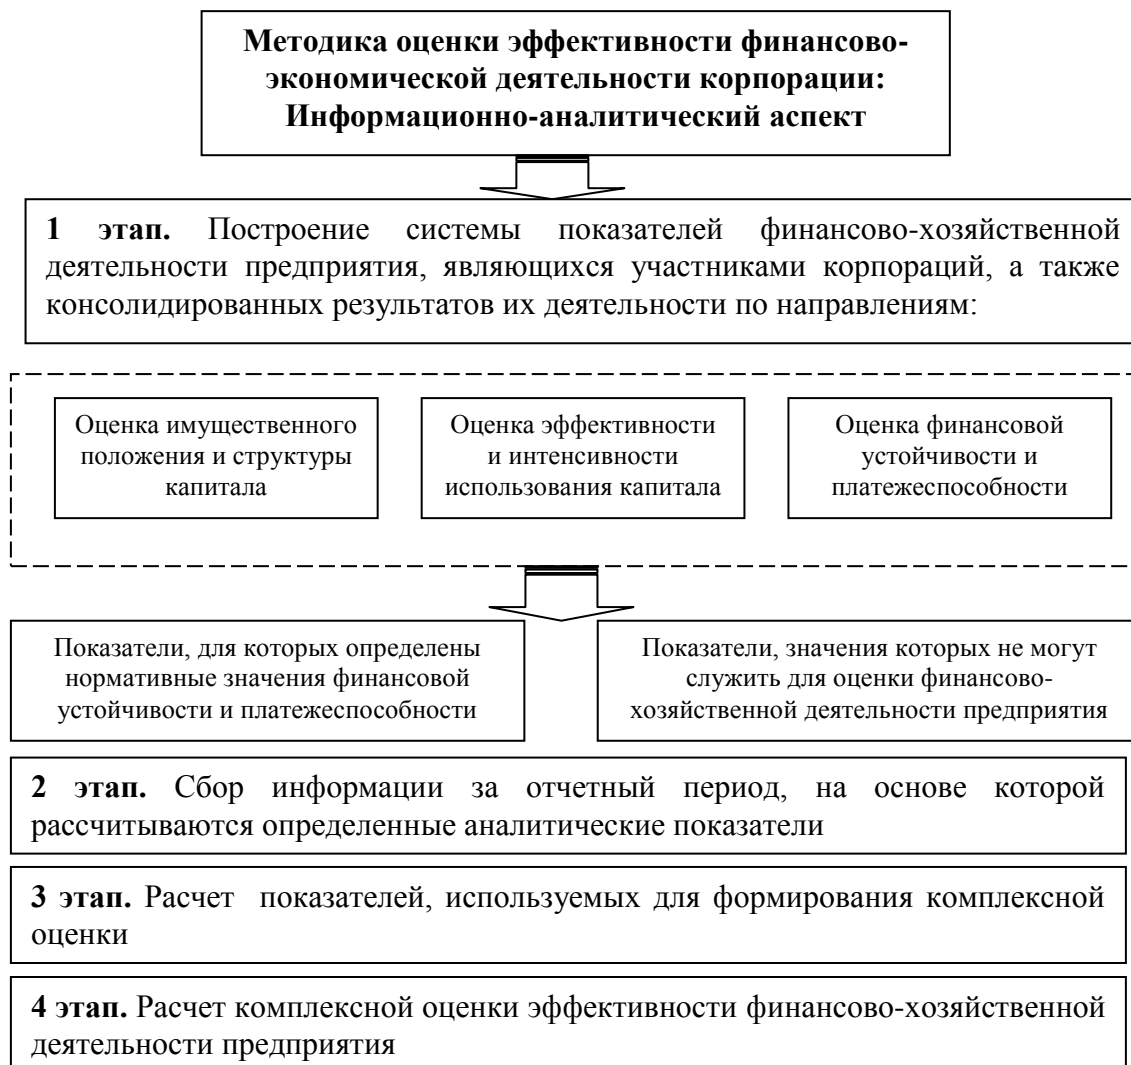 Методика оценки эффективности финансово-
экономической деятельности корпорации:
Информационно-аналитический аспект
1 этап. Построение системы показателей финансово-хозяйственной
деятельности предприятия, являющихся участниками корпораций, а также
консолидированных результатов их деятельности по направлениям:
Оценка имущественного
положения и структуры
капитала
Оценка эффективности
и интенсивности
использования капитала
Оценка финансовой
устойчивости и
платежеспособности
Показатели, для которых определены
нормативные значения финансовой
устойчивости и платежеспособности
Показатели, значения которых не могут
служить для оценки финансово-
хозяйственной деятельности предприятия
2 этап. Сбор информации за отчетный период, на основе которой
рассчитываются определенные аналитические показатели
3 этап. Расчет показателей, используемых для формирования комплексной
оценки
4 этап. Расчет комплексной оценки эффективности финансово-хозяйственной
деятельности предприятия